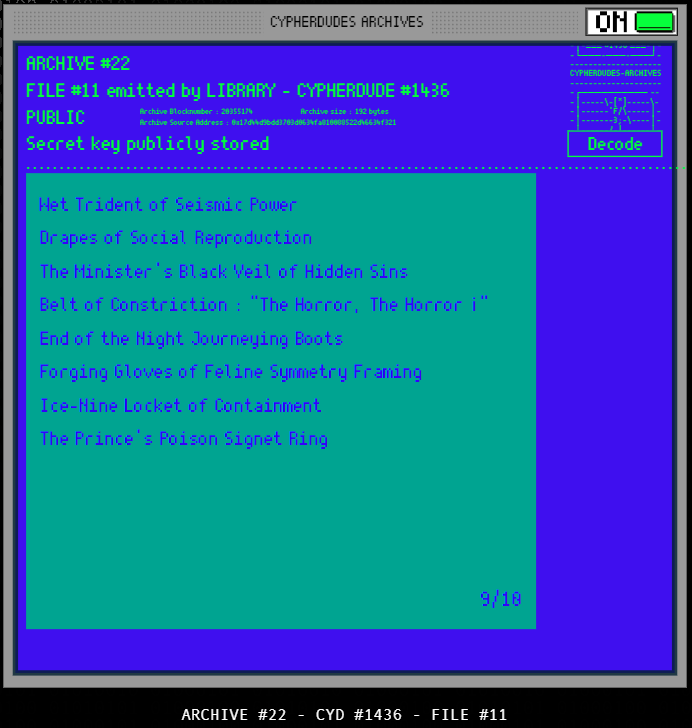 CYPHERDUDES ARCHIVES
ON
ARCHIVE #22
FILE #11 emitted by LIBRARY - CYPHERDUDE #1436
CYPHERDUDES-ARCHIVES
PUBLIC
Archive Blocknumber : 20355174 Archive size : 192 bytes
Archive Source Address :
Secret key publicly stored
Decode
Wet Trident of Seismic Power
Drapes of Social Reproduction
The Minister's Black Veil of Hidden Sins
Belt of Constriction : "The Horror, The Horror ¡"
End of the Night Journeying Boots
Forging Gloves of Feline Symmetry Framing
Ice-Nine Locket of Containment
The Prince's Poison Signet Ring
9/10
ARCHIVE #22 - CYD #1436 - FILE #11